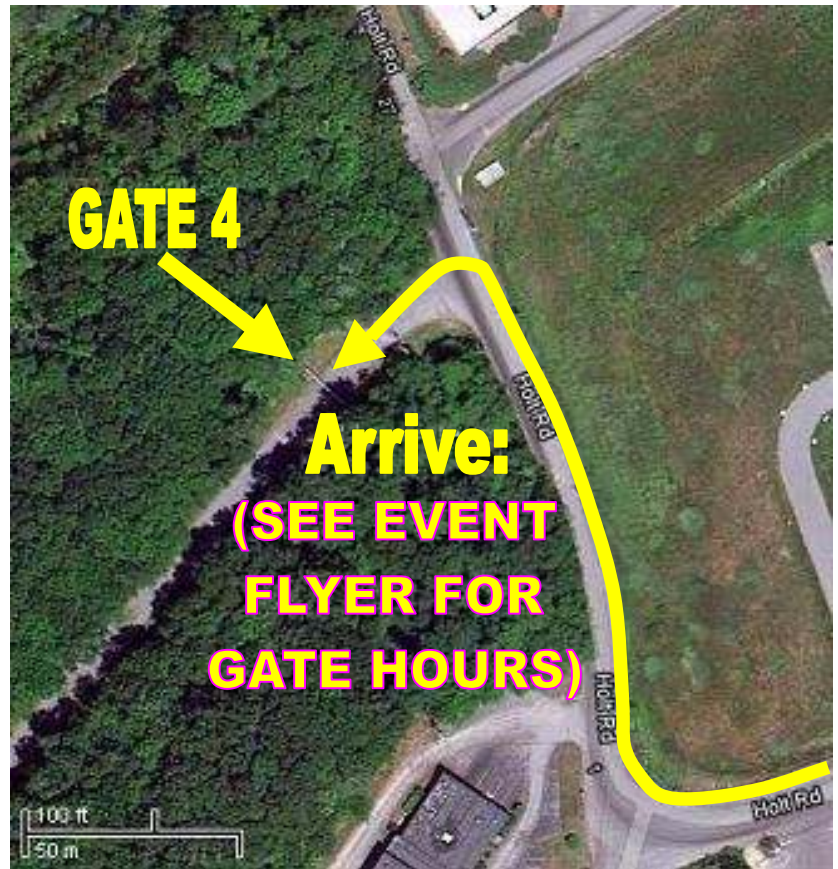 Holt Rd
27
GATE 4
Holt Rd
Arrive:
(SEE EVENT
FLYER FOR
GATE HOURS)
Holt Rd
Holt Rd
100 ft
50 m